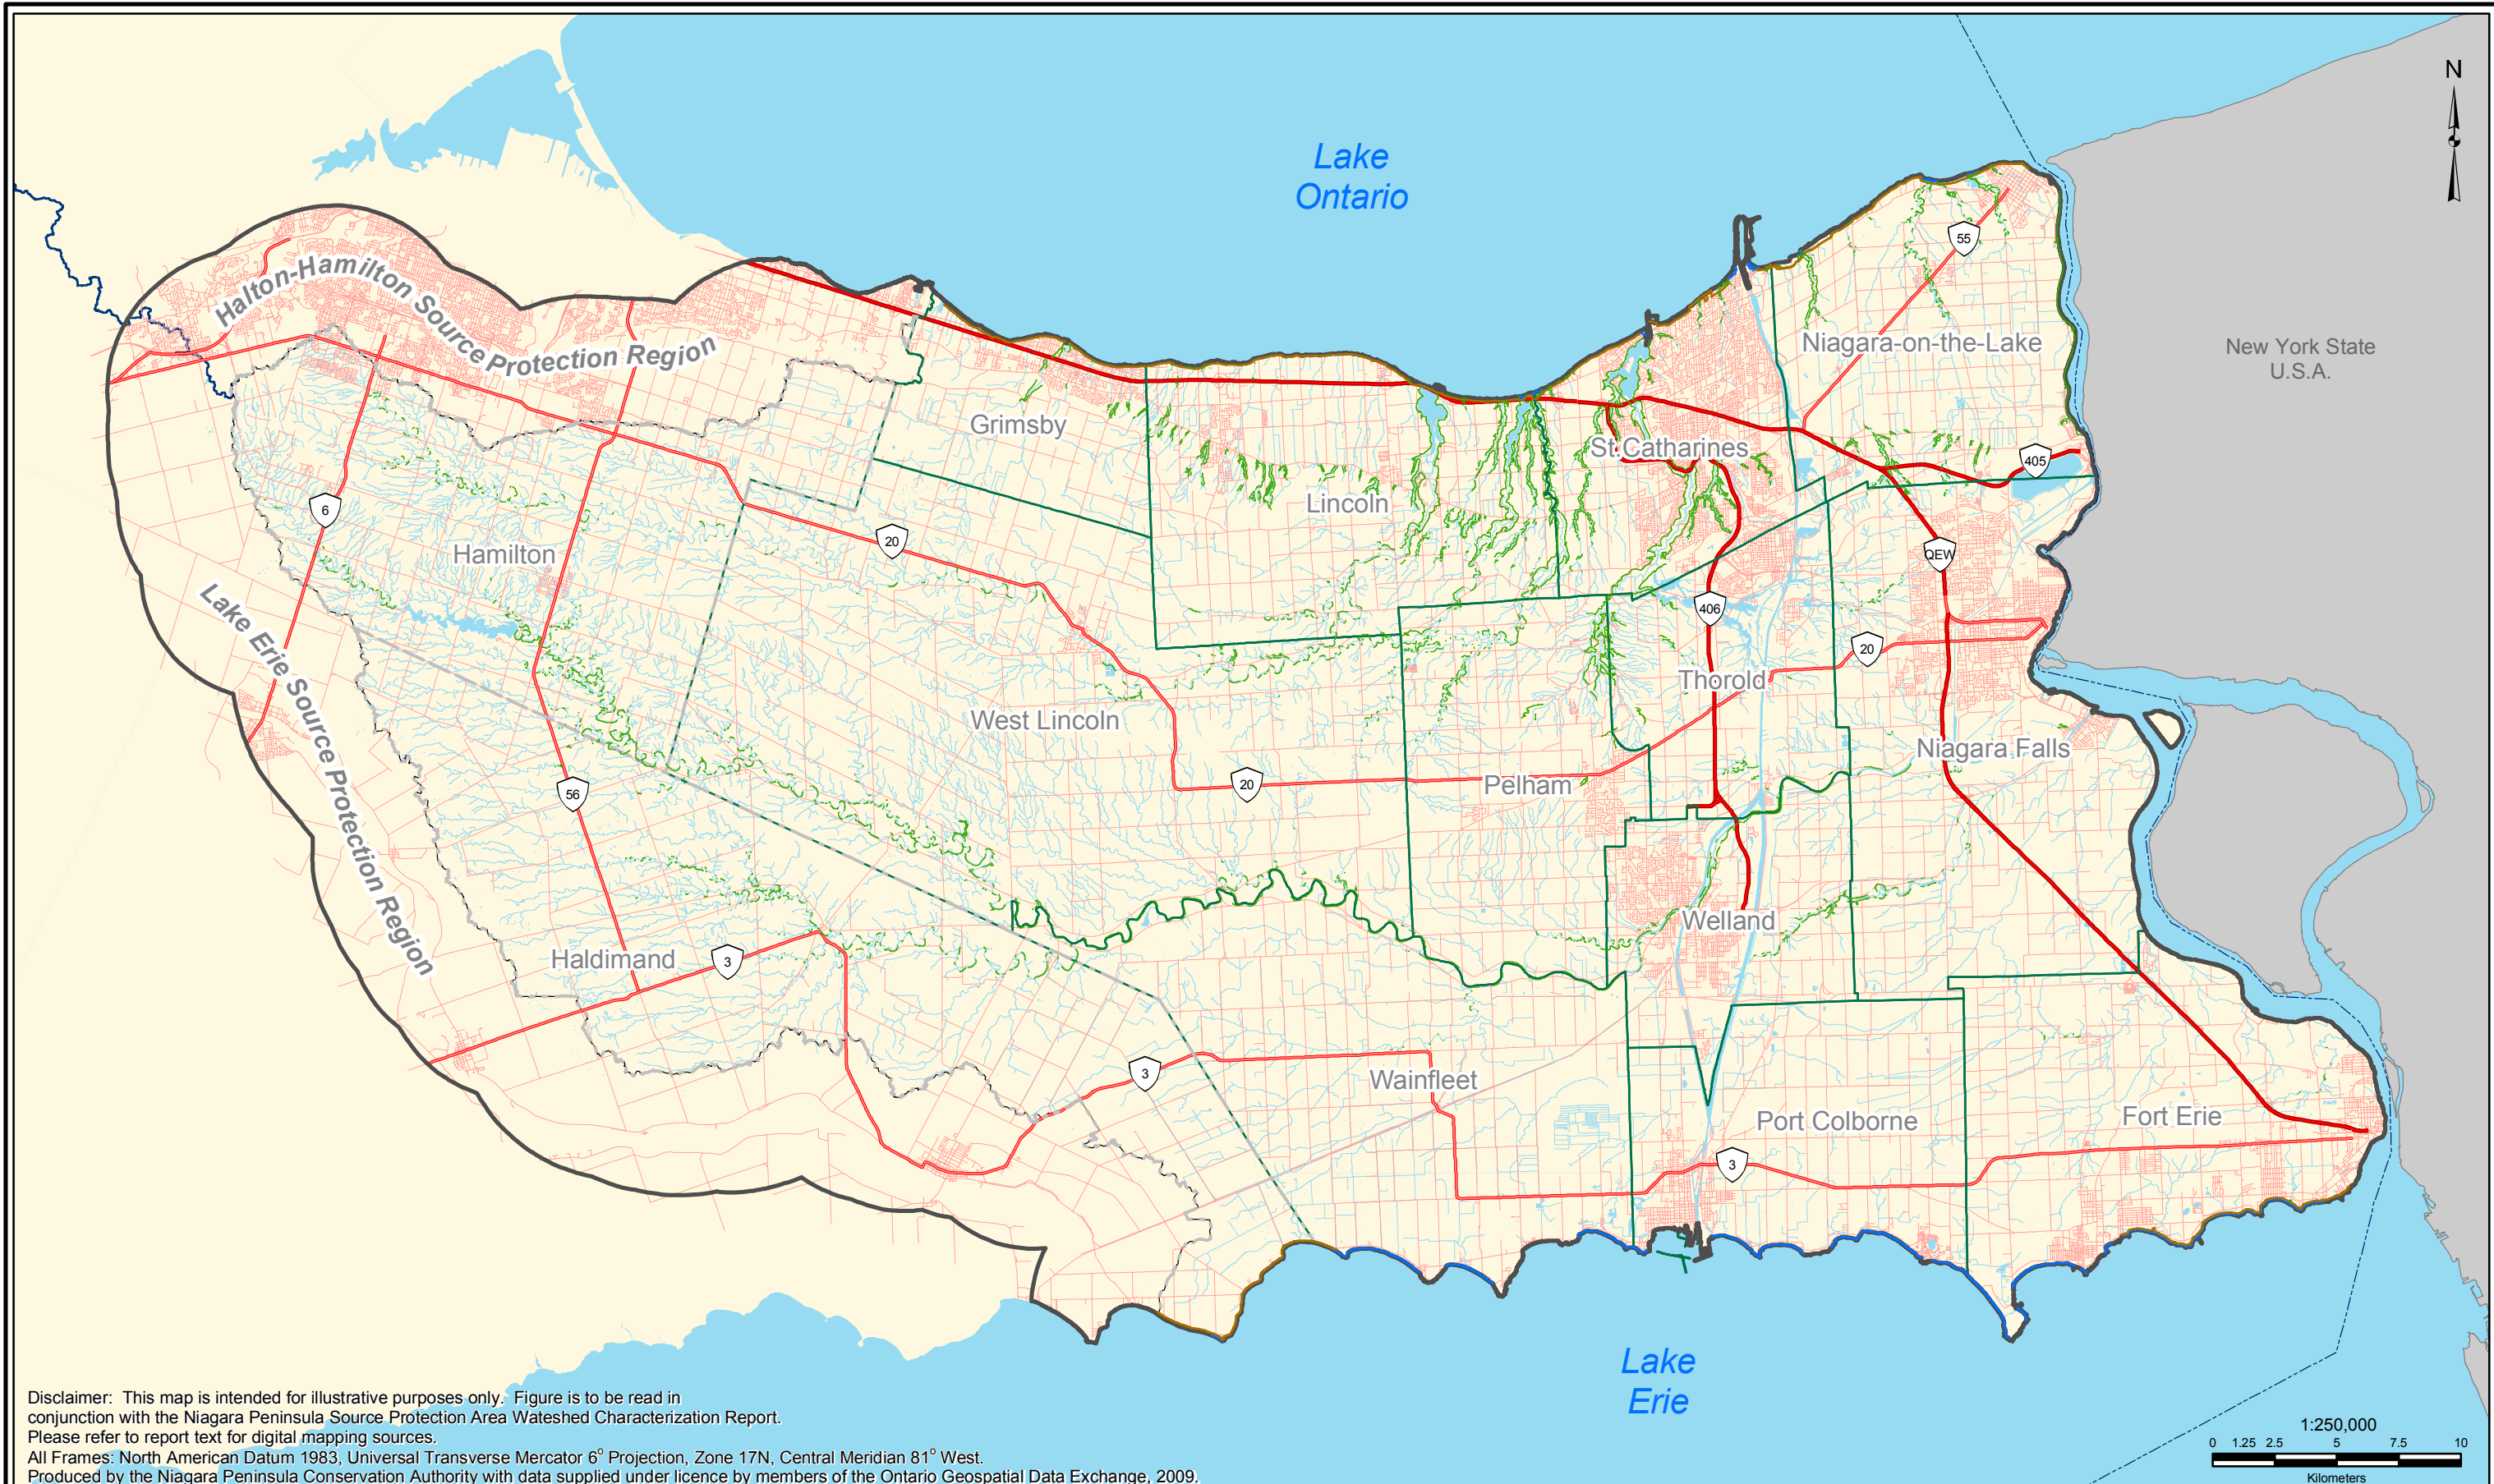 N
Lake
Ontario
55
Halton-Hamilton Source Protection Region
Niagara-on-the-Lake
New York State
U.S.A.
Grimsby
St.Catharines
405
Lincoln
6
20
Hamilton
QEW
Lake Erie Source Protection Region
406
20
Thorold
West Lincoln
Niagara Falls
20
Pelham
56
Welland
Haldimand
3
3
Wainfleet
Port Colborne
Fort Erie
3
Lake
Erie
Disclaimer: This map is intended for illustrative purposes only. Figure is to be read in
conjunction with the Niagara Peninsula Source Protection Area Wateshed Characterization Report.
Please refer to report text for digital mapping sources.
All Frames: North American Datum 1983, Universal Transverse Mercator 6° Projection, Zone 17N, Central Meridian 81° West.
Produced by the Niagara Peninsula Conservation Authority with data supplied under licence by members of the Ontario Geospatial Data Exchange, 2009.
1:250,000
0 1.25 2.5 5 7.5 10
Kilometers